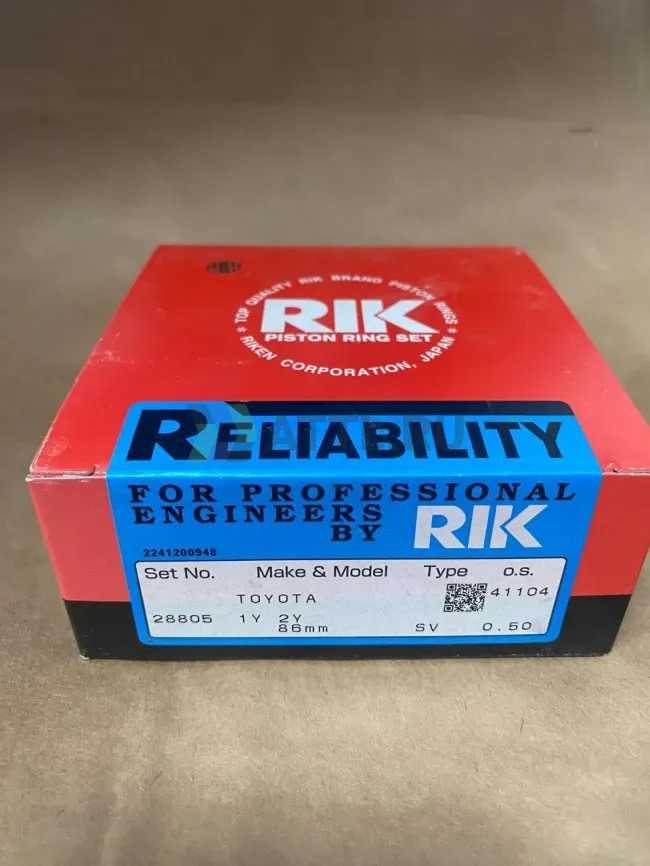 * TOP QUALITY RIK BRAND PISTON RINGS *
RIK
PISTON RING SET
RIKEN CORPORATION, JAPAN
RELIABILITY
FOR PROFESSIONAL
ENGINEERS
BY RIK
2241200948
Set No. Make & Model Type o.s.
TOYOTA 41104
28805 1Y 2Y SV 0.50
86mm